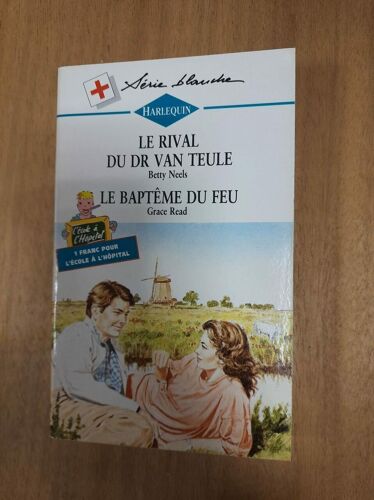 Série blanche
HARLEQUIN
LE RIVAL
DU DR VAN TEULE
Betty Neels
LE BAPTÊME DU FEU
Grace Read
L'école à
l'Hôpital
1 FRANC POUR
L'ÉCOLE À L'HÔPITAL